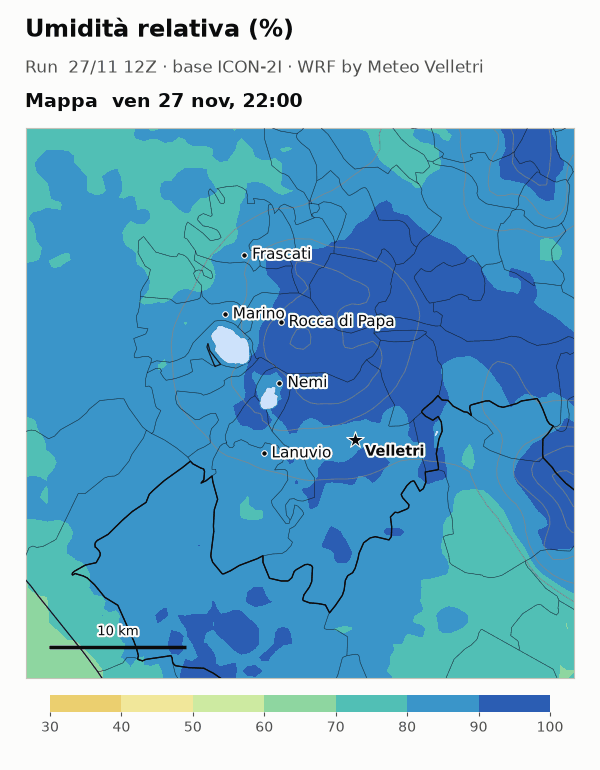 Umidità relativa (%)
Run  27/11 12Z · base ICON-2I · WRF by Meteo Velletri
Mappa  ven 27 nov, 22:00
Frascati
Marino
Rocca di Papa
Nemi
Velletri
Lanuvio
10 km
30 40 50 60 70 80 90 100